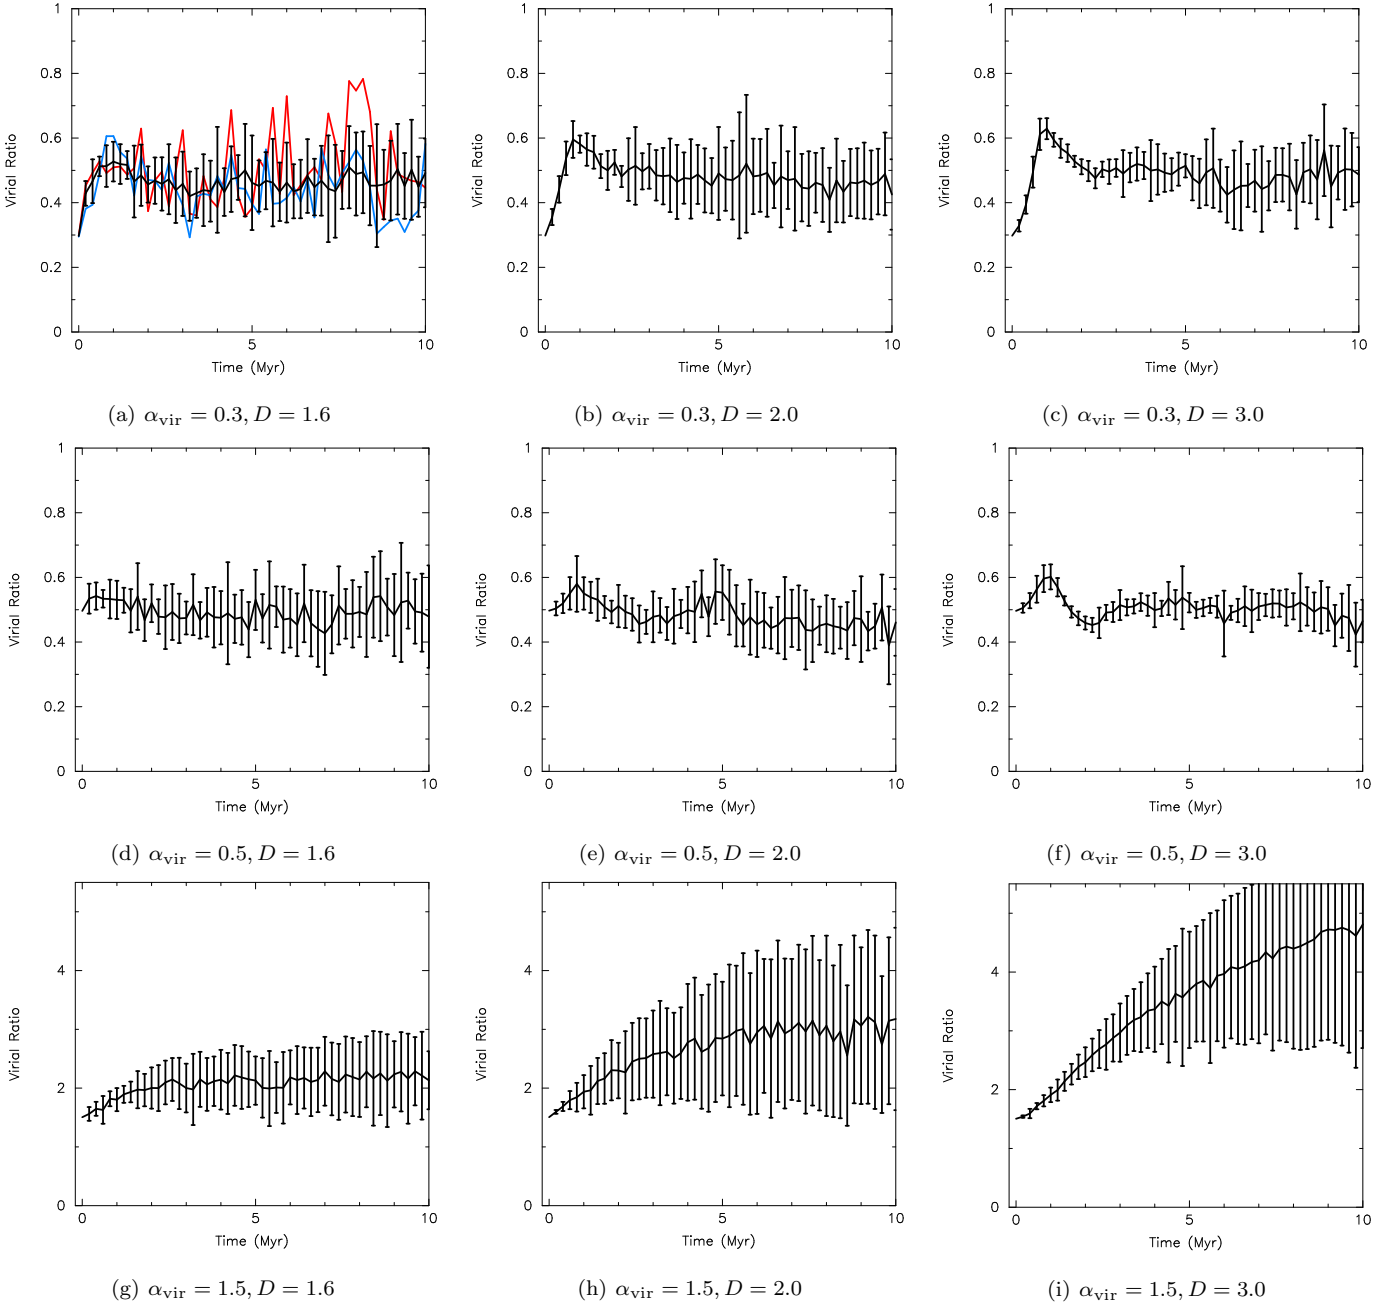 1
0.8
0.6
0.4
0.2
0
Virial Ratio
0 5 10
Time (Myr)
(a) αvir = 0.3, D = 1.6
1
0.8
0.6
0.4
0.2
0
Virial Ratio
0 5 10
Time (Myr)
(b) αvir = 0.3, D = 2.0
1
0.8
0.6
0.4
0.2
0
Virial Ratio
0 5 10
Time (Myr)
(c) αvir = 0.3, D = 3.0
1
0.8
0.6
0.4
0.2
0
Virial Ratio
0 5 10
Time (Myr)
(d) αvir = 0.5, D = 1.6
1
0.8
0.6
0.4
0.2
0
Virial Ratio
0 5 10
Time (Myr)
(e) αvir = 0.5, D = 2.0
1
0.8
0.6
0.4
0.2
0
Virial Ratio
0 5 10
Time (Myr)
(f) αvir = 0.5, D = 3.0
4
2
0
Virial Ratio
0 5 10
Time (Myr)
(g) αvir = 1.5, D = 1.6
4
2
0
Virial Ratio
0 5 10
Time (Myr)
(h) αvir = 1.5, D = 2.0
4
2
0
Virial Ratio
0 5 10
Time (Myr)
(i) αvir = 1.5, D = 3.0